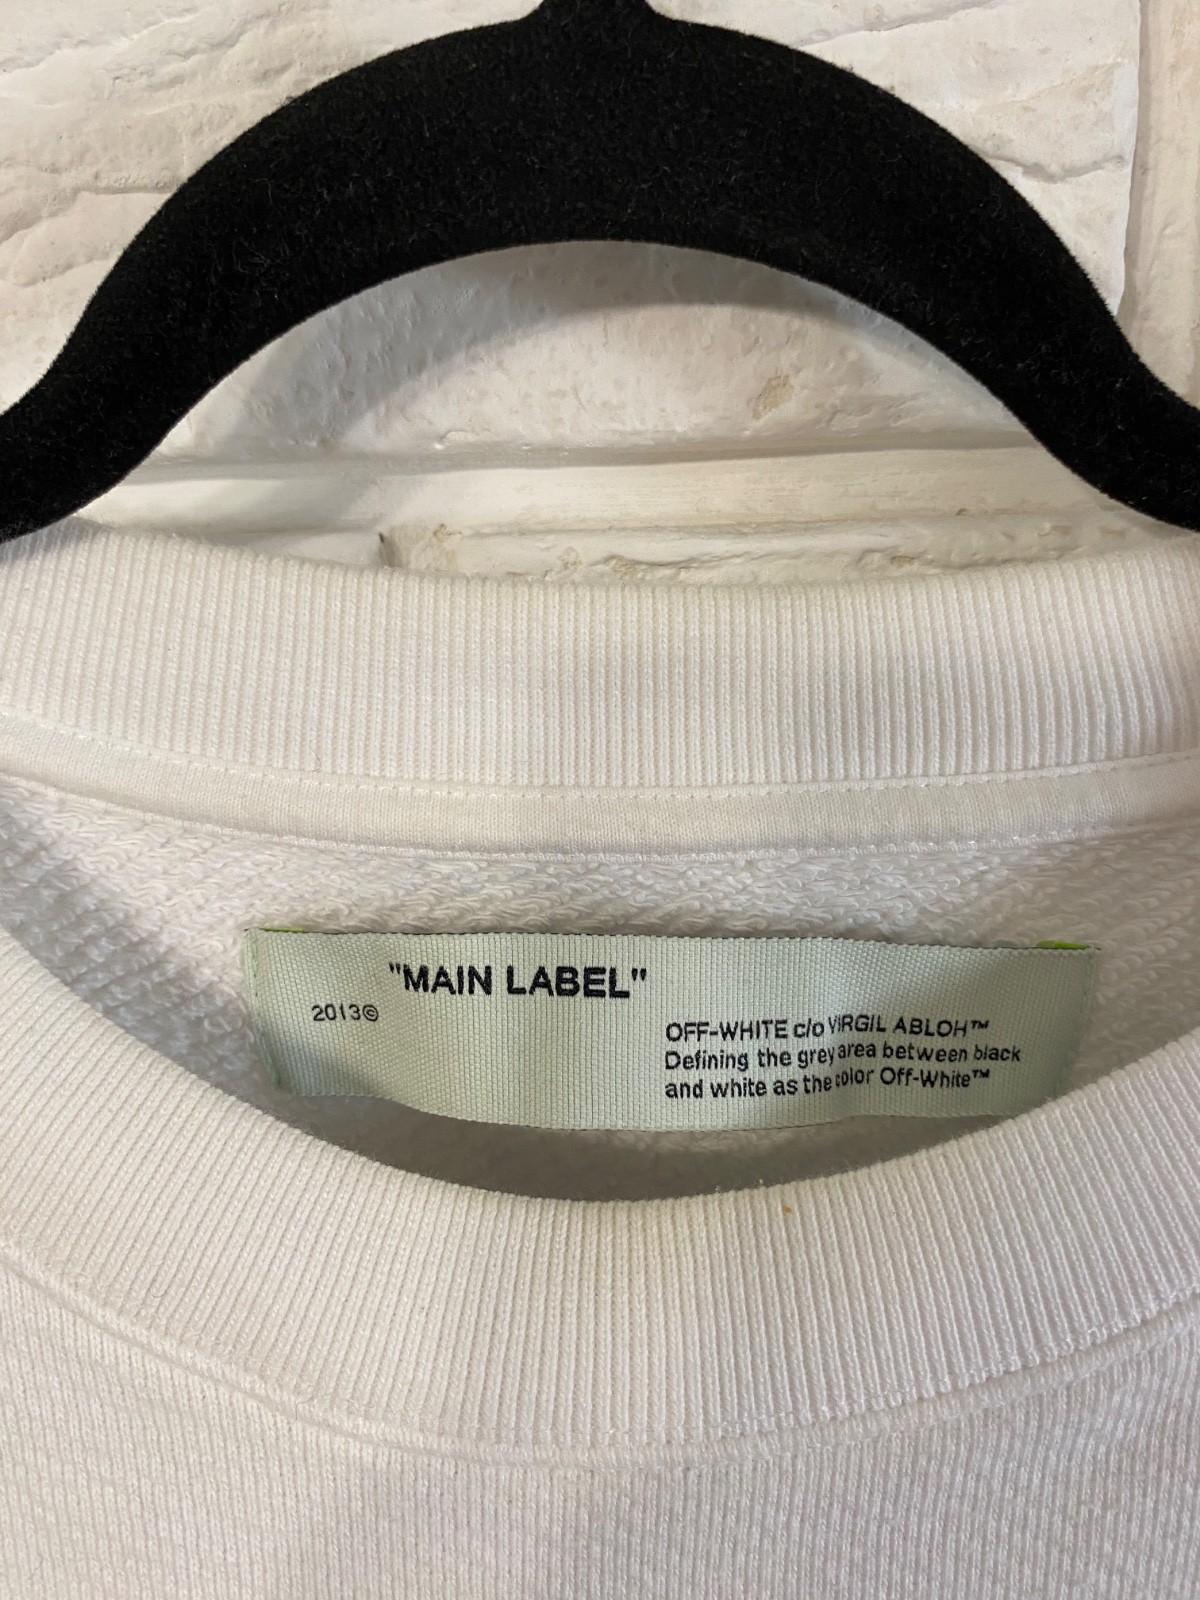 "MAIN LABEL"
2013©
OFF-WHITE c/o VIRGIL ABLOH™
Defining the grey area between black
and white as the color Off-White™